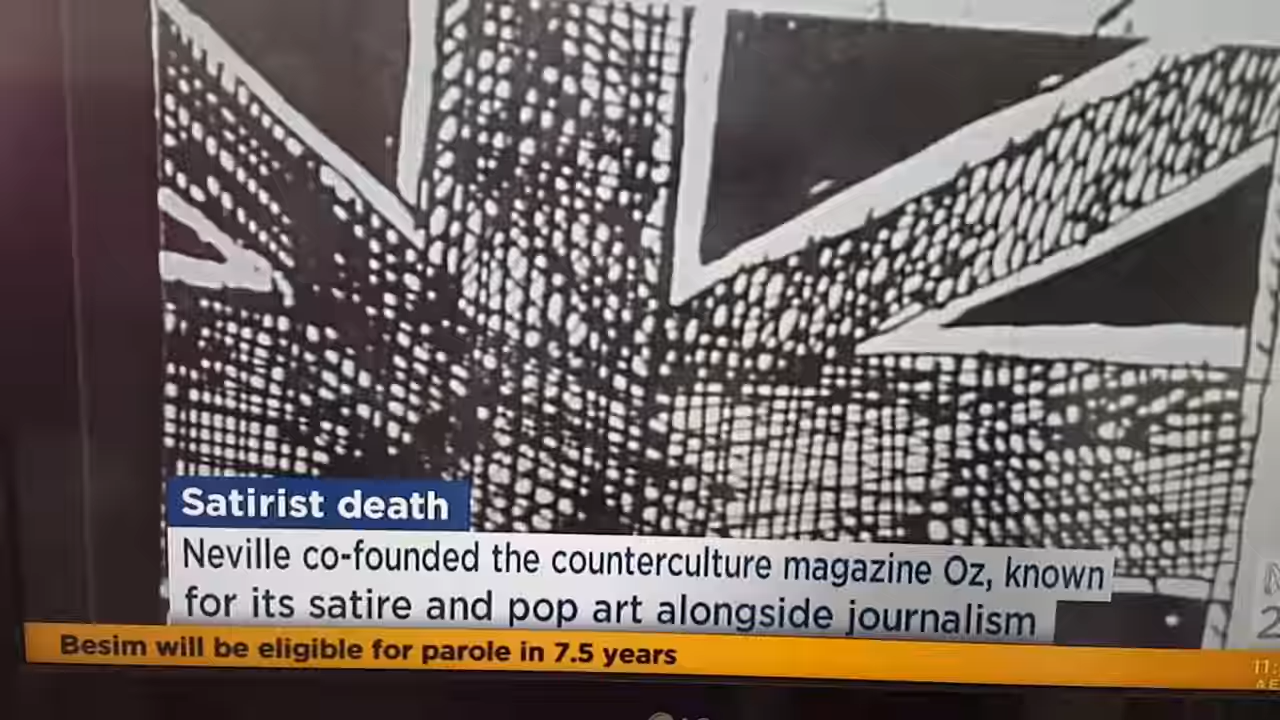 Satirist death
Neville co-founded the counterculture magazine Oz, known
for its satire and pop art alongside journalism
Besim will be eligible for parole in 7.5 years
11: